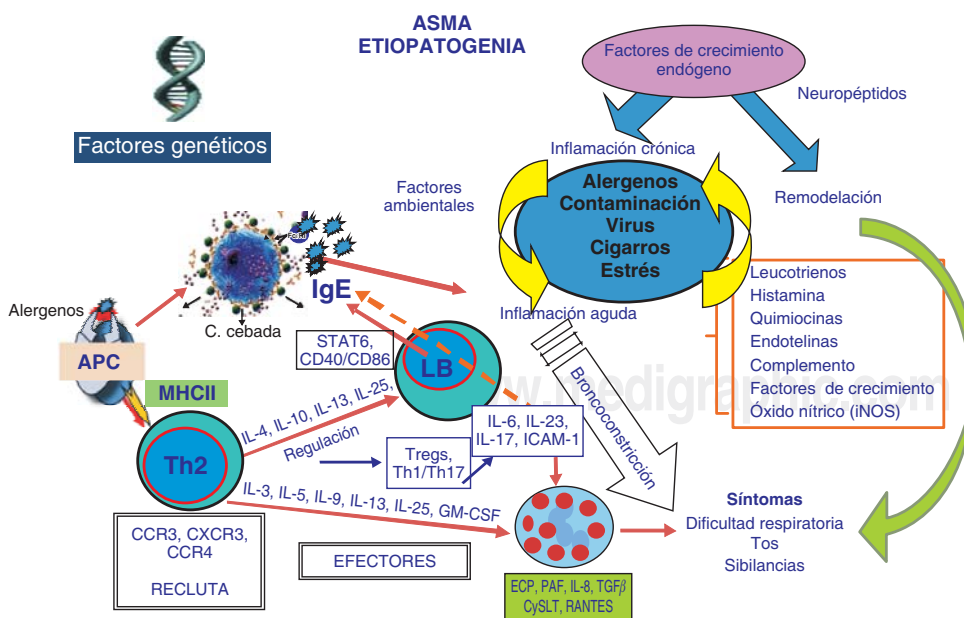 ASMA
ETIOPATOGENIA
Factores de crecimiento
endógeno
Neuropéptidos
Factores genéticos
Inflamación crónica
Factores
ambientales
Alergenos
Contaminación
Virus
Cigarros
Estrés
Remodelación
IgE
Inflamación aguda
Leucotrienos
Histamina
Quimiocinas
Endotelinas
Complemento
Factores de crecimiento
Óxido nítrico (iNOS)
Alergenos
C. cebada
APC
STAT6,
CD40/CD86
LB
MHCII
www.medigraphic.com
IL-4, IL-10, IL-13, IL-25,
Regulación
Broncoconstricción
IL-6, IL-23,
IL-17, ICAM-1
Tregs,
Th1/Th17
Th2
IL-3, IL-5, IL-9, IL-13, IL-25, GM-CSF
Síntomas
Dificultad respiratoria
Tos
Sibilancias
CCR3, CXCR3,
CCR4
RECLUTA
EFECTORES
ECP, PAF, IL-8, TGFβ
CySLT, RANTES